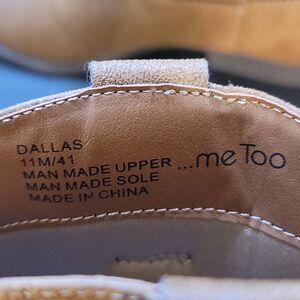 DALLAS
11M/41
MAN MADE UPPER
MAN MADE SOLE
MADE IN CHINA
...me Too